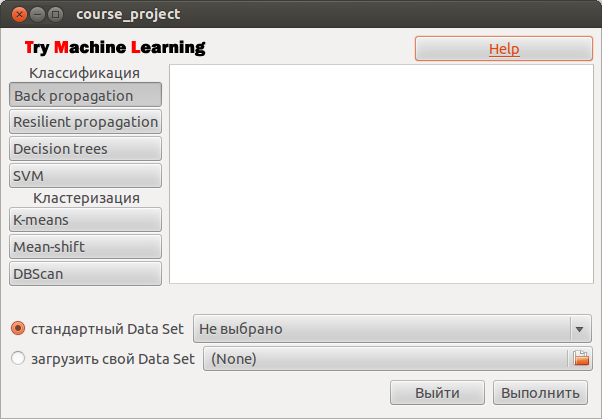 course_project
Try Machine Learning
Help
Классификация
Back propagation
Resilient propagation
Decision trees
SVM
Кластеризация
K-means
Mean-shift
DBScan
стандартный Data Set
Не выбрано
загрузить свой Data Set
(None)
Выйти
Выполнить